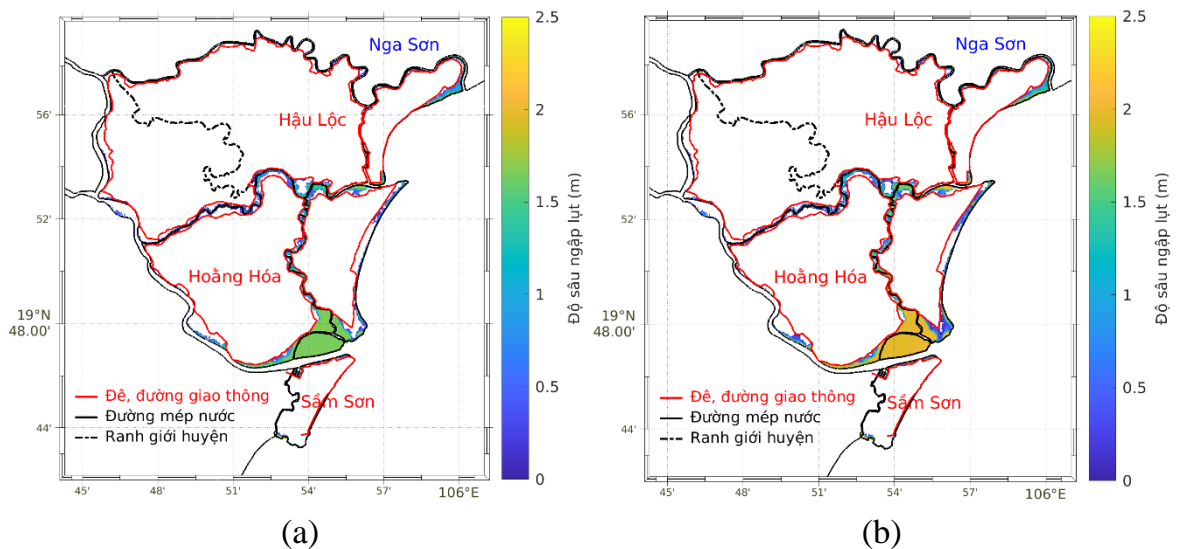 2.5
Nga Sơn
56'
Hậu Lộc
2
52'
1.5
Hoằng Hóa
1
19°N
48.00'
0.5
Đê, đường giao thông
Đường mép nước
Ranh giới huyện
Sầm Sơn
44'
0
45'
48'
51'
54'
57'
106°E
Độ sâu ngập lụt (m)
(a)
2.5
Nga Sơn
56'
Hậu Lộc
2
52'
1.5
Hoằng Hóa
1
19°N
48.00'
0.5
Đê, đường giao thông
Đường mép nước
Ranh giới huyện
Sầm Sơn
44'
0
45'
48'
51'
54'
57'
106°E
Độ sâu ngập lụt (m)
(b)